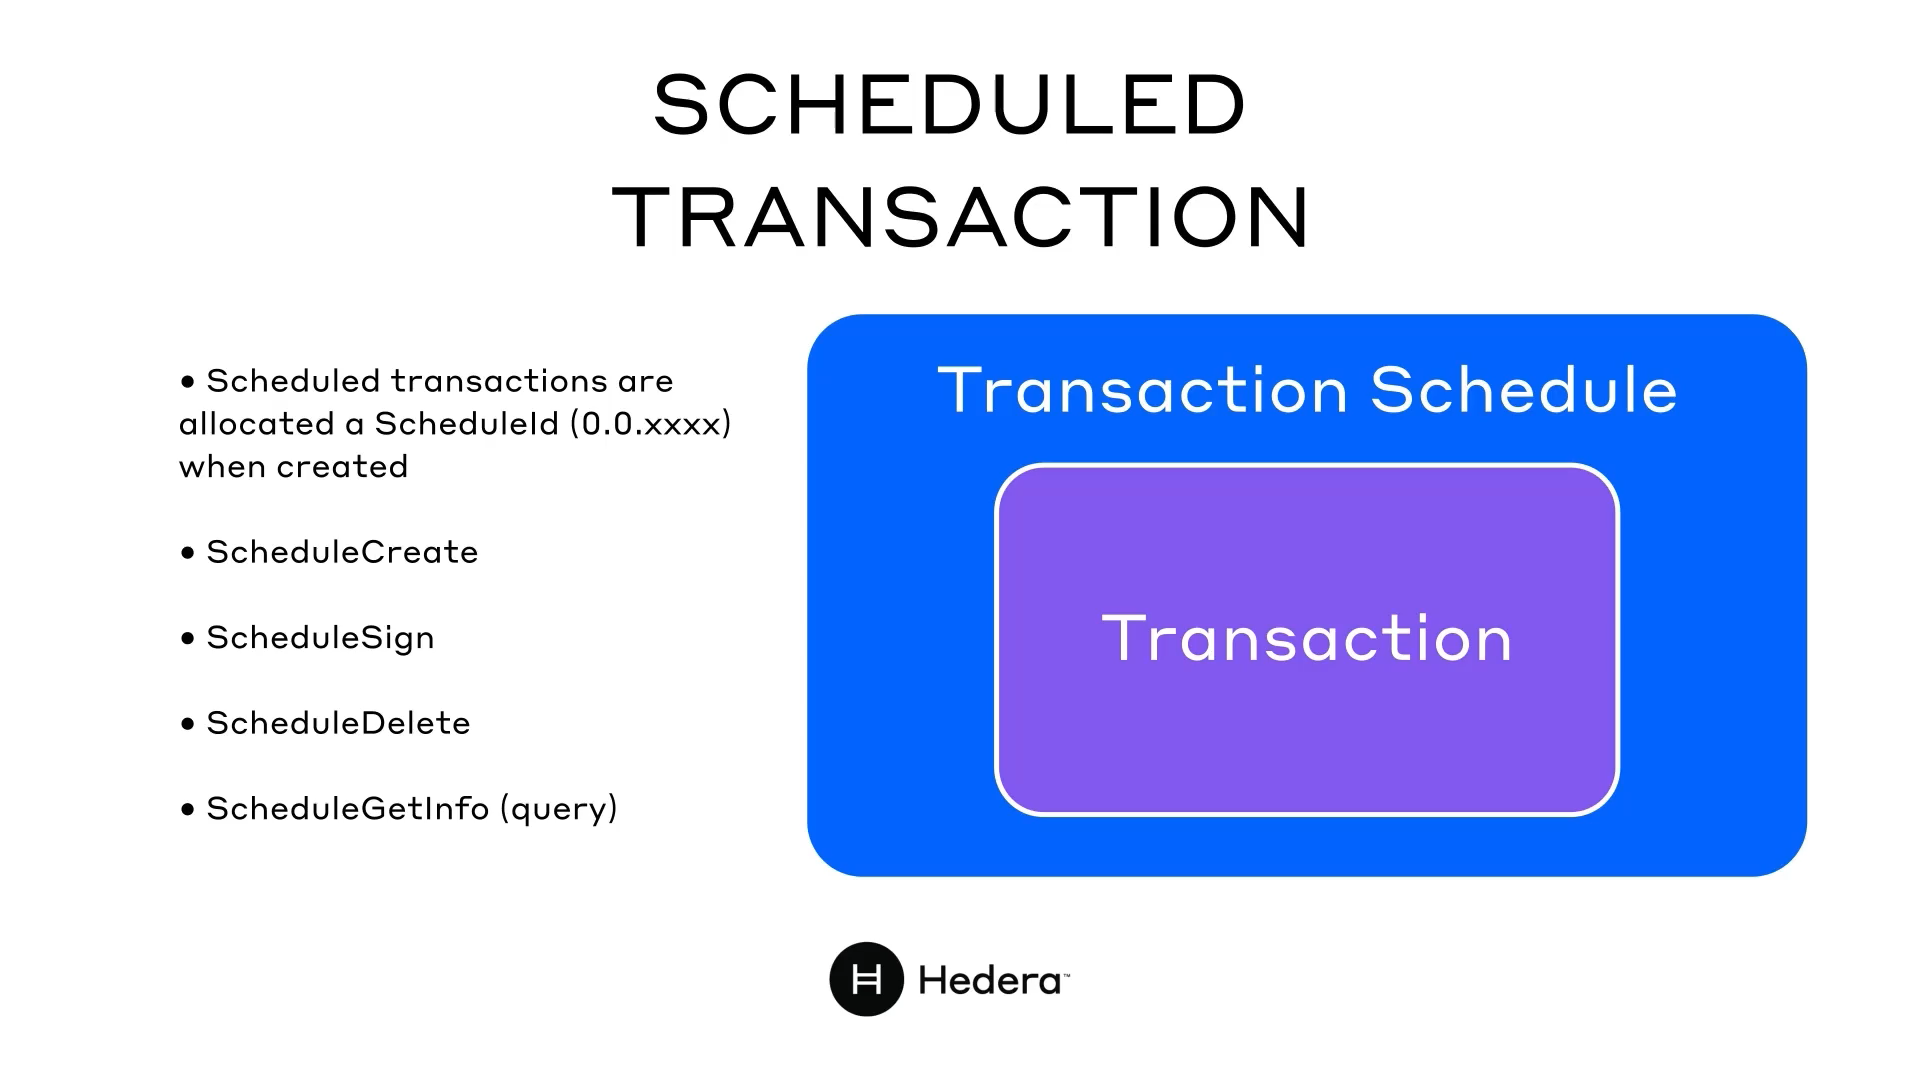 SCHEDULED
TRANSACTION
• Scheduled transactions are
allocated a ScheduleId (0.0.xxxx)
when created
• ScheduleCreate
• ScheduleSign
• ScheduleDelete
• ScheduleGetInfo (query)
Transaction Schedule
Transaction
H Hedera™